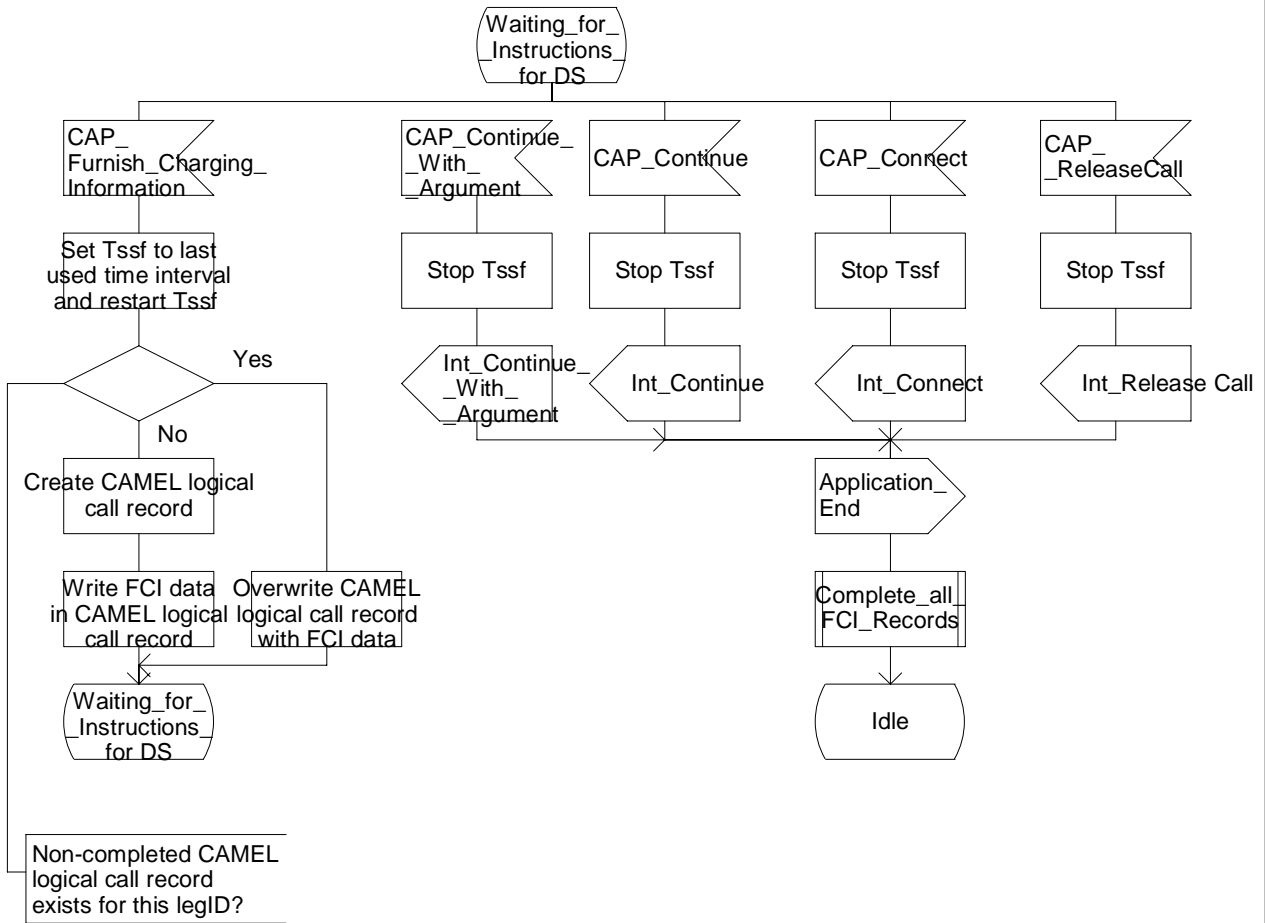 Waiting_for_
_Instructions_
for DS
CAP_
Furnish_Charging_
Information
CAP_Continue_
_With_
_Argument
CAP_Continue
CAP_Connect
CAP_
_ReleaseCall
Set Tssf to last
used time interval
and restart Tssf
Stop Tssf
Stop Tssf
Stop Tssf
Stop Tssf
Yes
No
Int_Continue_
_With_
_Argument
Int_Continue
Int_Connect
Int_Release Call
Create CAMEL logical
call record
Application_
End
Write FCI data
in CAMEL logical
call record
Overwrite CAMEL
logical call record
with FCI data
Complete_all_
FCI_Records
Waiting_for_
_Instructions_
for DS
Idle
Non-completed CAMEL
logical call record
exists for this legID?